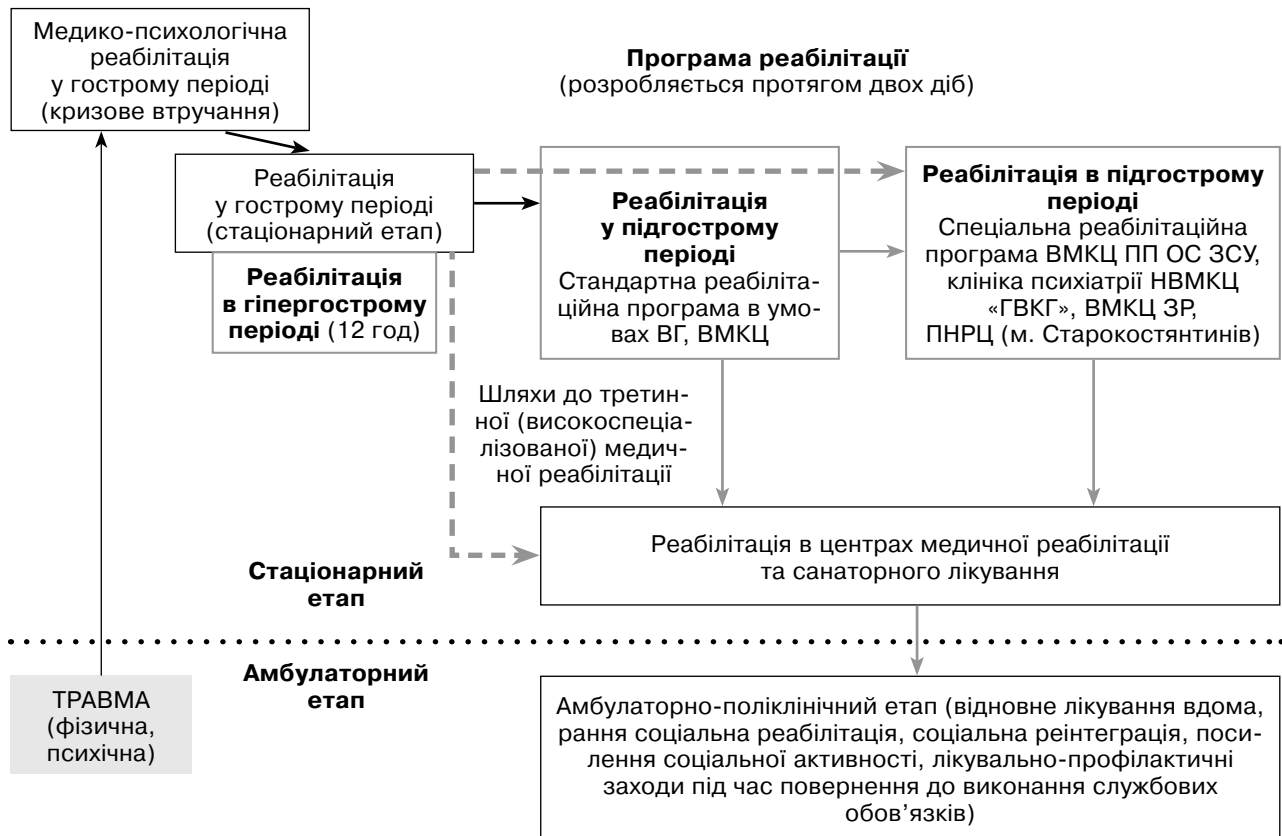 Медико-психологічна
реабілітація
у гострому періоді
(кризове втручання)
Програма реабілітації
(розробляється протягом двох діб)
Реабілітація
у гострому періоді
(стаціонарний етап)
Реабілітація
в гіпергострому
періоді (12 год)
Реабілітація
у підгострому
періоді
Стандартна реабіліта-
ційна програма в умо-
вах ВГ, ВМКЦ
Реабілітація в підгострому
періоді
Спеціальна реабілітаційна
програма ВМКЦ ПП ОС ЗСУ,
клініка психіатрії НВМКЦ
«ГВКГ», ВМКЦ ЗР,
ПНРЦ (м. Старокостянтинів)
Шляхи до третин-
ної (високоспеціа-
лізованої) медич-
ної реабілітації
Реабілітація в центрах медичної реабілітації
та санаторного лікування
Стаціонарний
етап
Амбулаторний
етап
ТРАВМА
(фізична,
психічна)
Амбулаторно-поліклінічний етап (відновне лікування вдома,
рання соціальна реабілітація, соціальна реінтеграція, поси-
лення соціальної активності, лікувально-профілактичні
заходи під час повернення до виконання службових
обов’язків)